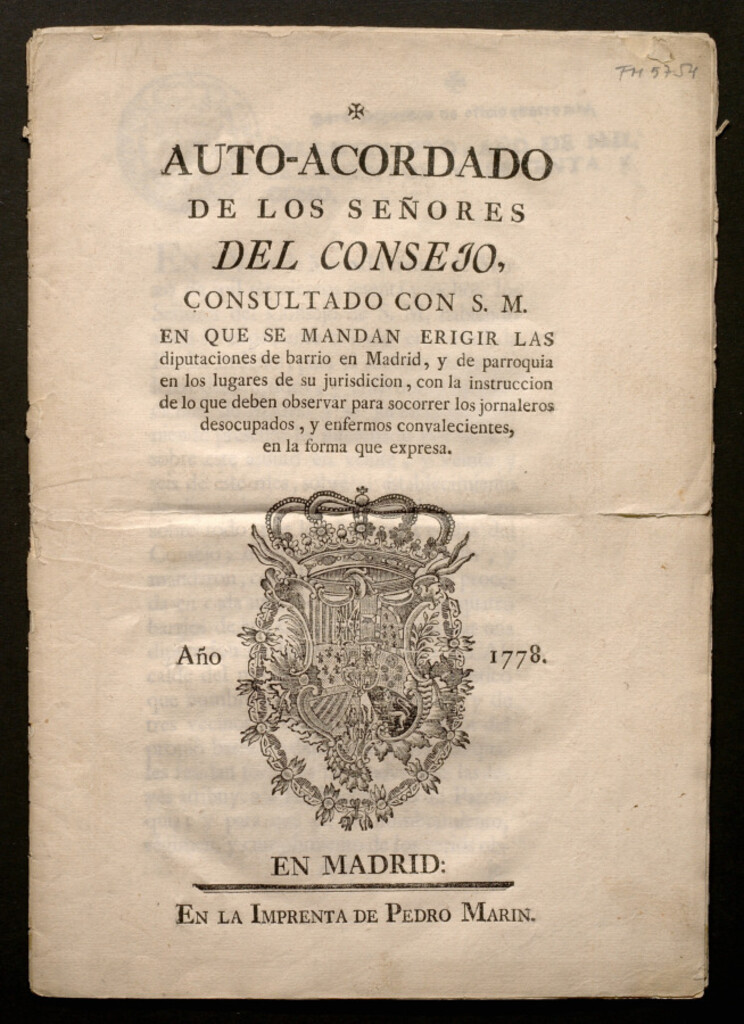 TM 5754
✠
AUTO-ACORDADO
DE LOS SEÑORES
DEL CONSEJO,
CONSULTADO CON S. M.
EN QUE SE MANDAN ERIGIR LAS
diputaciones de barrio en Madrid, y de parroquia
en los lugares de su jurisdicion, con la instruccion
de lo que deben observar para socorrer los jornaleros
desocupados, y enfermos convalecientes,
en la forma que expresa.
Año 1778.
EN MADRID:
EN LA IMPRENTA DE PEDRO MARIN.